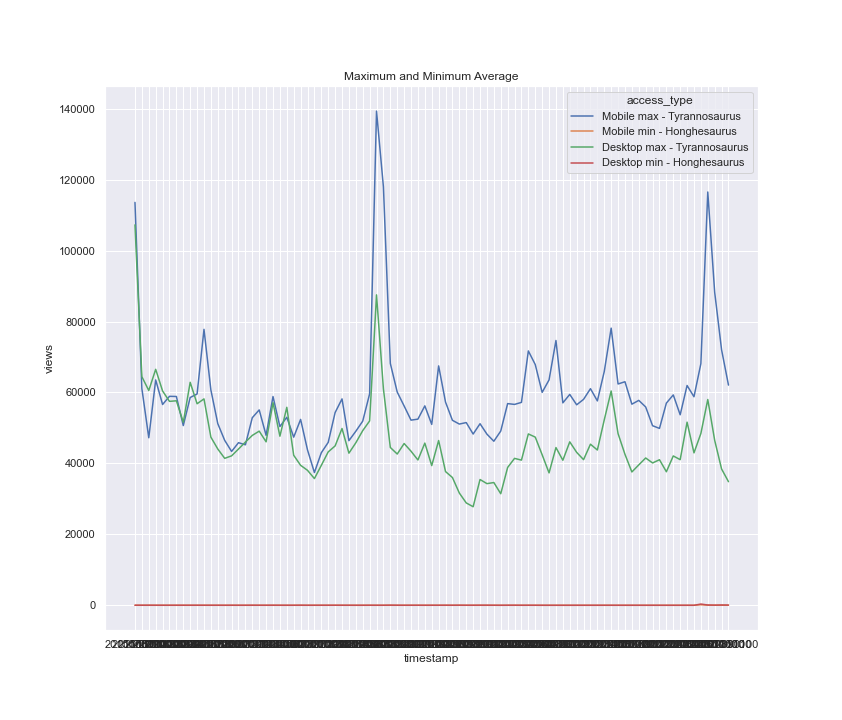 Maximum and Minimum Average
access_type
Mobile max - Tyrannosaurus
Mobile min - Honghesaurus
Desktop max - Tyrannosaurus
Desktop min - Honghesaurus
140000
120000
100000
80000
60000
40000
20000
0
views
timestamp